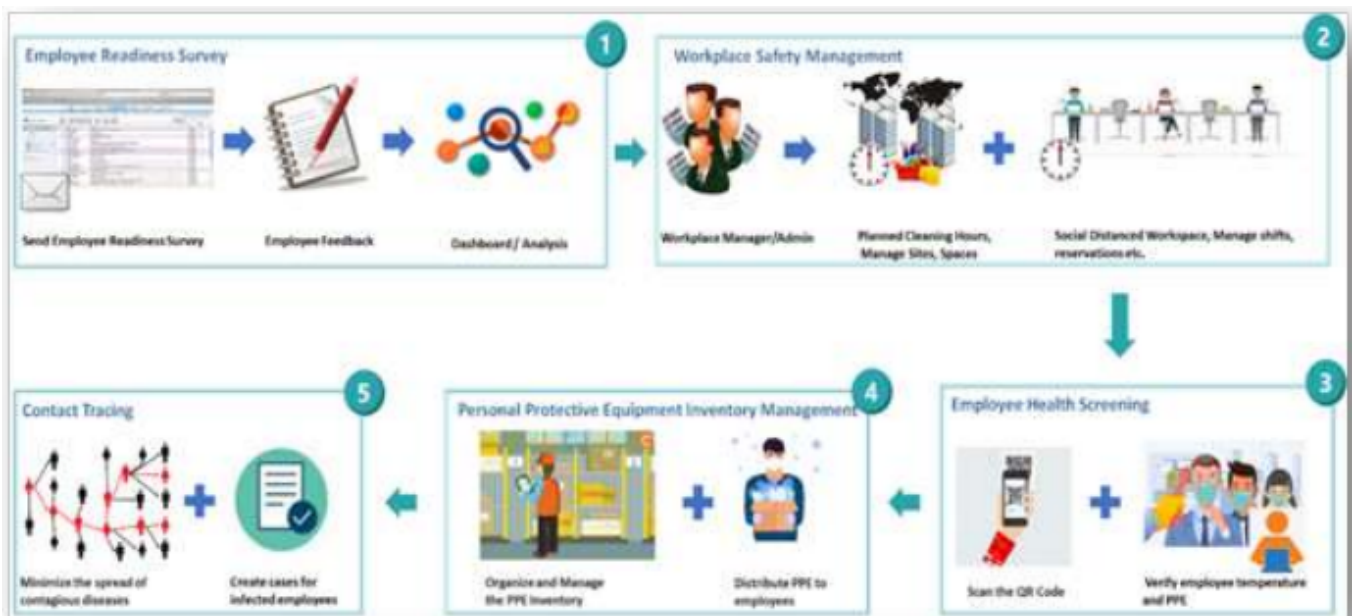 1
Employee Readiness Survey
Send Employee Readiness Survey
Employee Feedback
Dashboard / Analysis
2
Workplace Safety Management
Workplace Manager/Admin
Planned Cleaning Hours,
Manage Sites, Spaces
Social Distanced Workspace, Manage shifts,
reservations etc.
3
Employee Health Screening
Scan the QR Code
Verify employee temperature
and PPE
4
Personal Protective Equipment Inventory Management
Organize and Manage
the PPE Inventory
Distribute PPE to
employees
5
Contact Tracing
Minimize the spread of
contagious diseases
Create cases for
infected employees